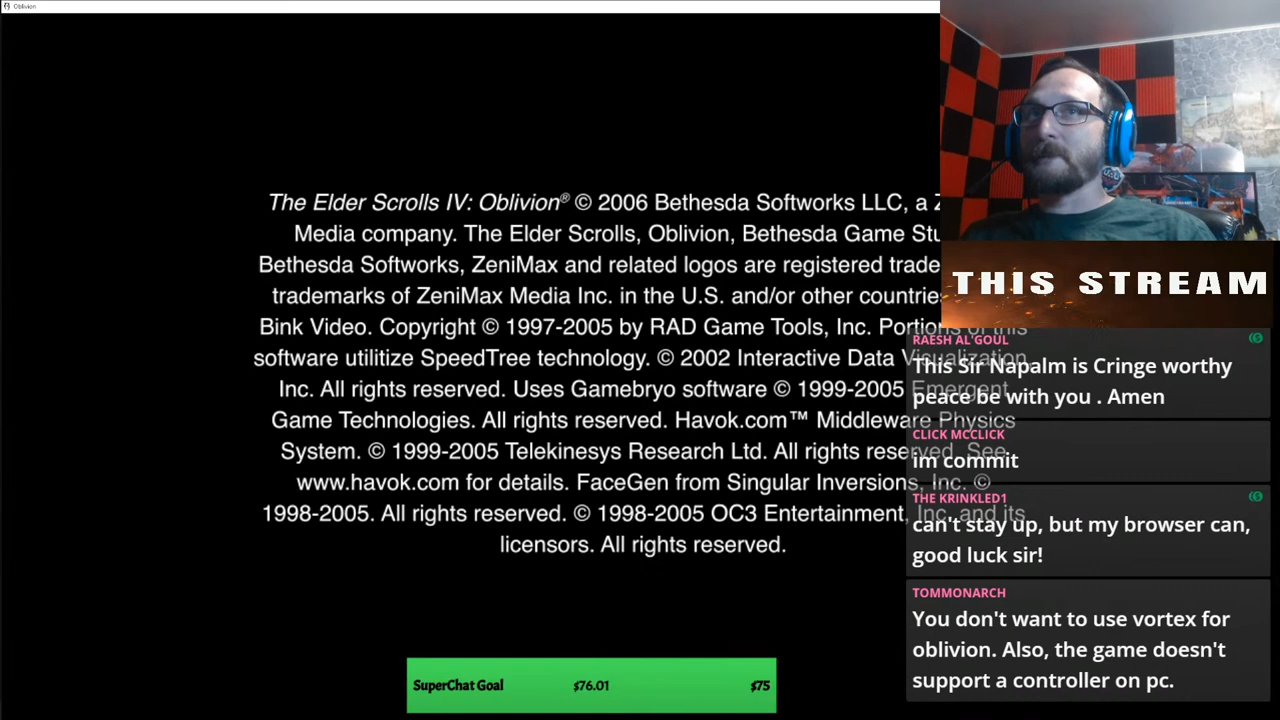 Oblivion
The Elder Scrolls IV: Oblivion® © 2006 Bethesda Softworks LLC, a Z
Media company. The Elder Scrolls, Oblivion, Bethesda Game Stu
Bethesda Softworks, ZeniMax and related logos are registered trade
trademarks of ZeniMax Media Inc. in the U.S. and/or other countrie
Bink Video. Copyright © 1997-2005 by RAD Game Tools, Inc. Portions of this
software utilitize SpeedTree technology. © 2002 Interactive Data Visualization
Inc. All rights reserved. Uses Gamebryo software © 1999-2005 Emergent
Game Technologies. All rights reserved. Havok.com™ Middleware Physics
System. © 1999-2005 Telekinesys Research Ltd. All rights reserved. See
www.havok.com for details. FaceGen from Singular Inversions, Inc. ©
1998-2005. All rights reserved. © 1998-2005 OC3 Entertainment, Inc. and its
licensors. All rights reserved.
THIS STREAM
RAESH AL'GOUL
This Sir Napalm is Cringe worthy
peace be with you . Amen
CLICK MCCLICK
im commit
THE KRINKLED1
can't stay up, but my browser can,
good luck sir!
TOMMONARCH
You don't want to use vortex for
oblivion. Also, the game doesn't
support a controller on pc.
SuperChat Goal $76.01 $75